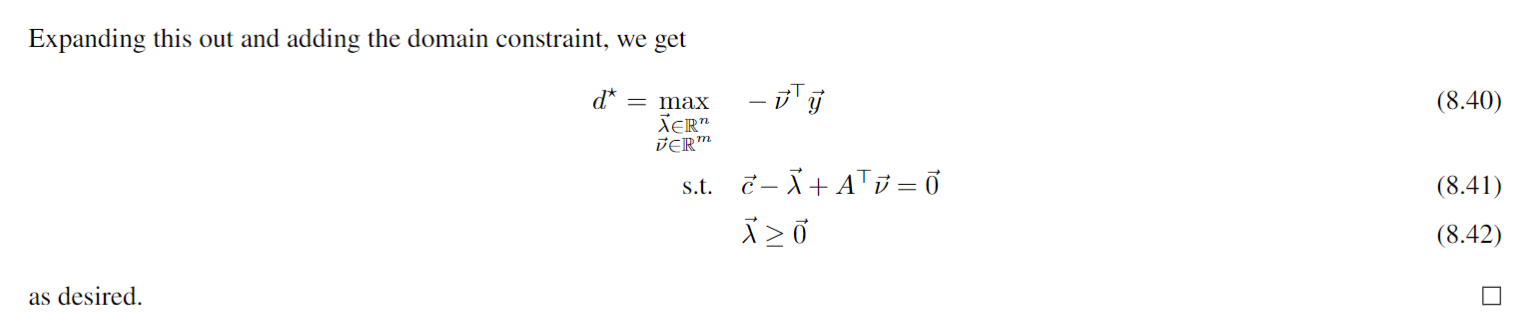 Expanding this out and adding the domain constraint, we get
d⋆ = max − ν⃗⊤y⃗ (8.40)
λ⃗∈ℝⁿ
ν⃗∈ℝᵐ
s.t. c⃗ − λ⃗ + A⊤ν⃗ = 0⃗ (8.41)
λ⃗ ≥ 0⃗ (8.42)
as desired. □